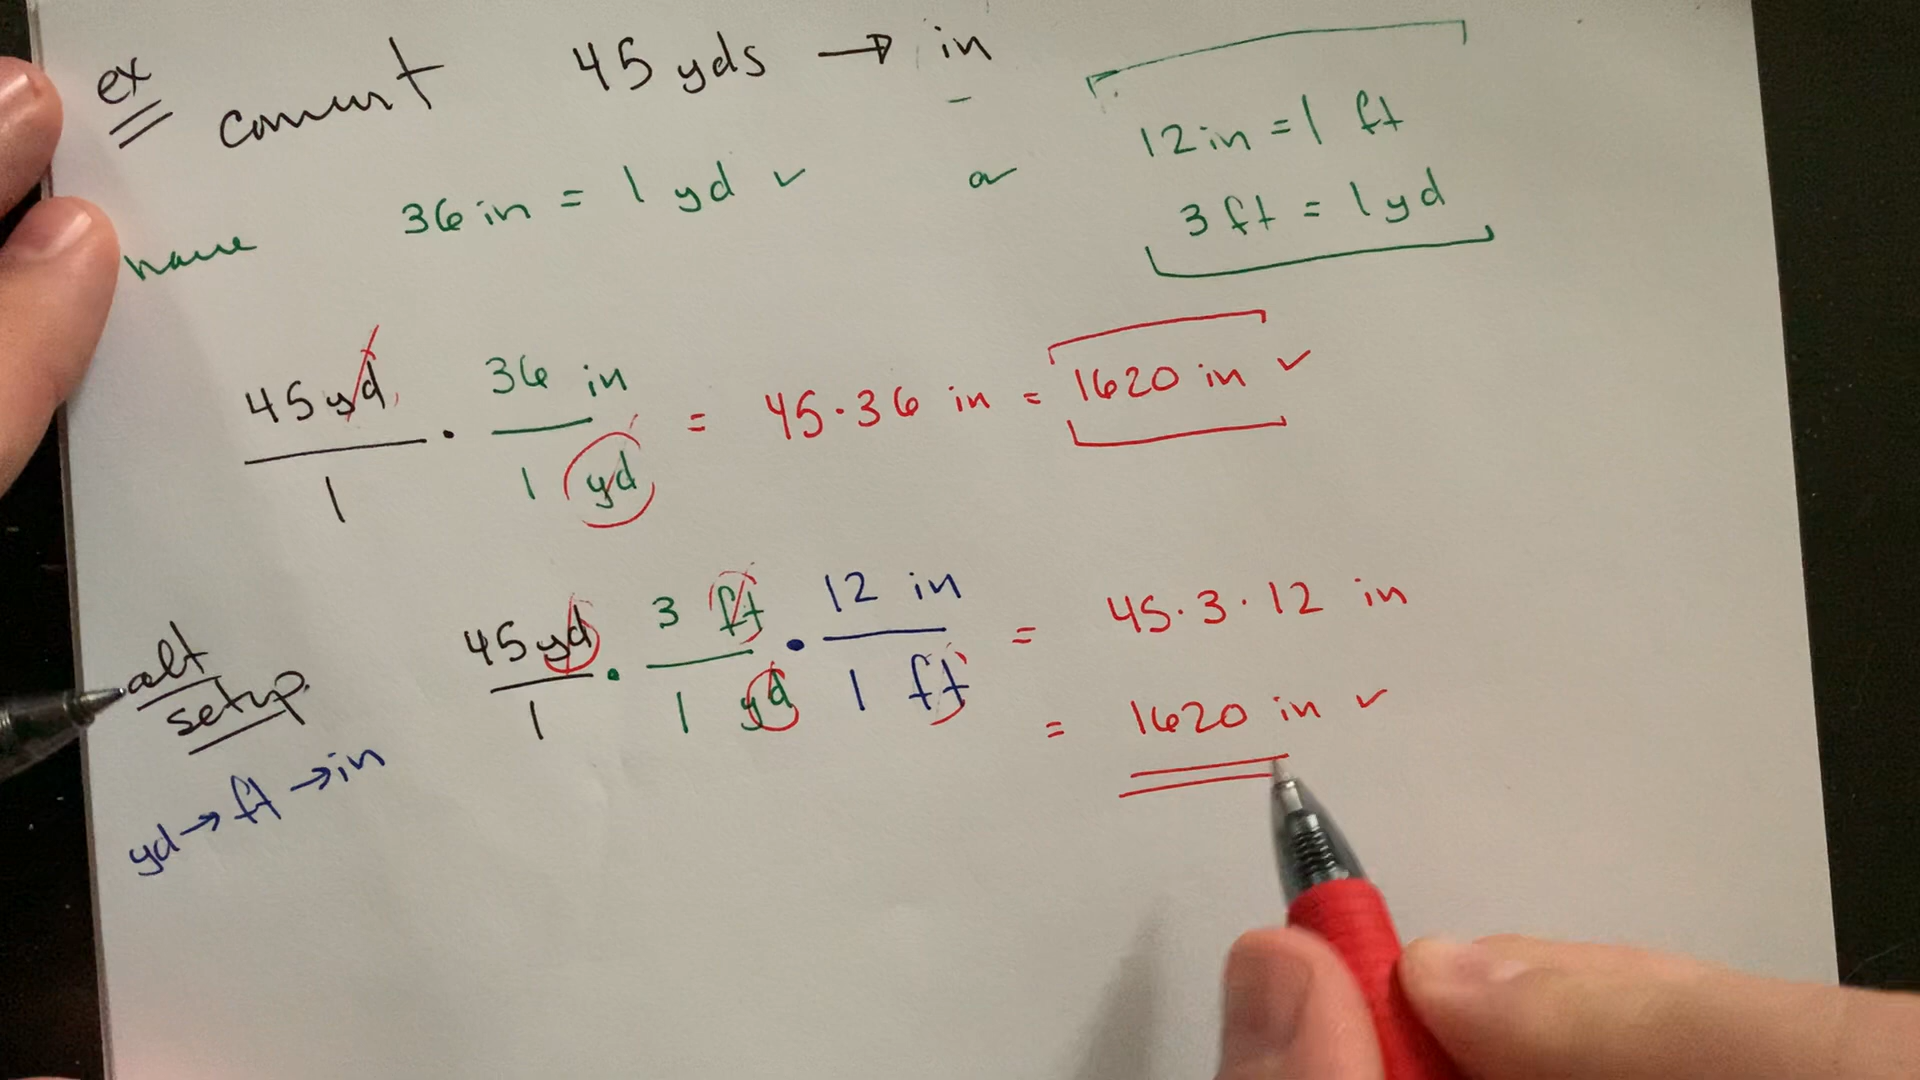 ex
convert 45 yds → in
have 36 in = 1 yd ✓ or
12 in = 1 ft
3 ft = 1 yd
45 yd/1 · 36 in/1 yd = 45·36 in = 1620 in ✓
alt setup
45 yd/1 · 3 ft/1 yd · 12 in/1 ft = 45·3·12 in
= 1620 in ✓
yd → ft → in